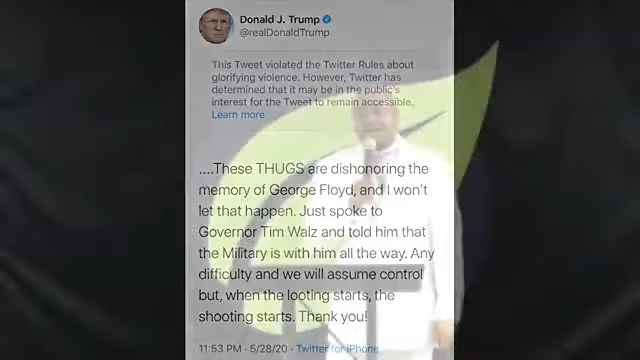 Donald J. Trump
@realDonaldTrump
This Tweet violated the Twitter Rules about
glorifying violence. However, Twitter has
determined that it may be in the public's
interest for the Tweet to remain accessible.
Learn more
....These THUGS are dishonoring the
memory of George Floyd, and I won't
let that happen. Just spoke to
Governor Tim Walz and told him that
the Military is with him all the way. Any
difficulty and we will assume control
but, when the looting starts, the
shooting starts. Thank you!
11:53 PM · 5/28/20 · Twitter for iPhone